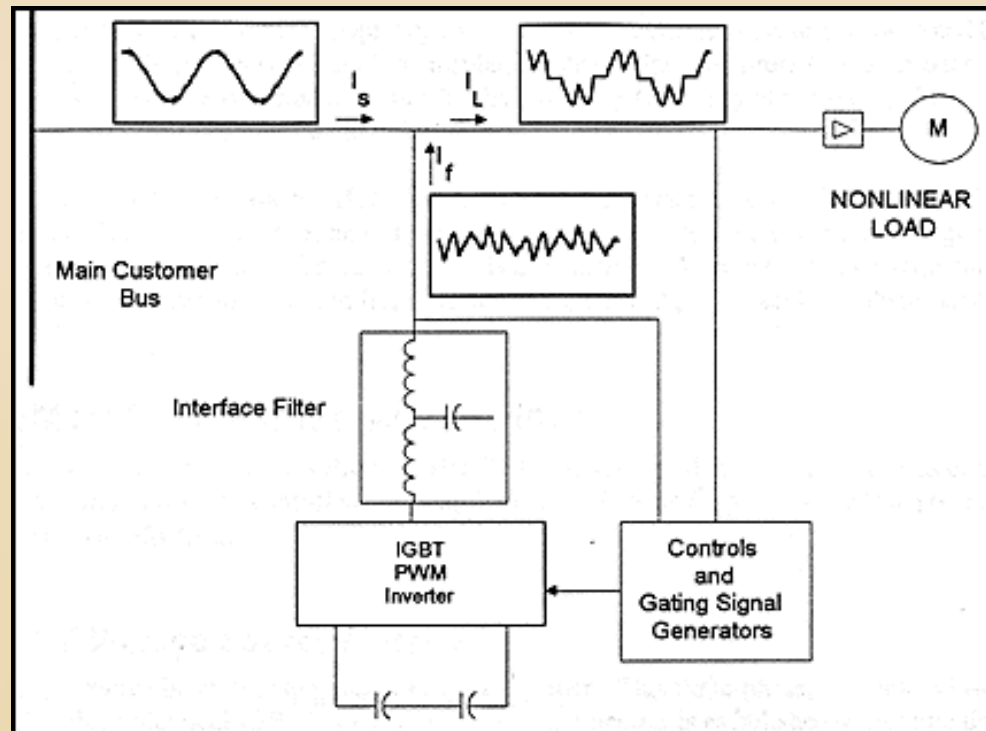 I
s
I
L
I
f
M
NONLINEAR
LOAD
Main Customer
Bus
Interface Filter
IGBT
PWM
Inverter
Controls
and
Gating Signal
Generators